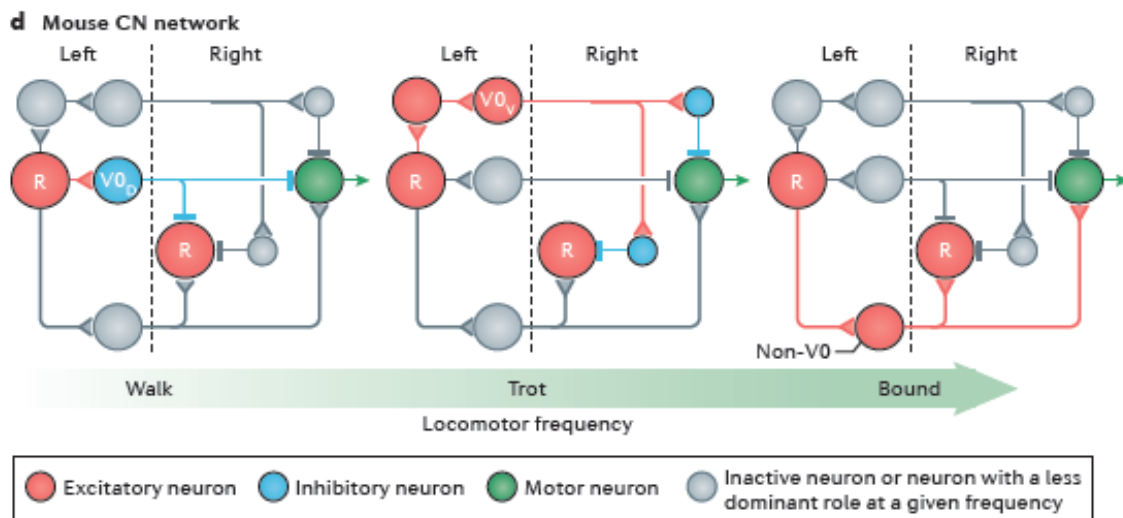 d Mouse CN network
Left Right Left Right Left Right
V0V
R V0D R R
R R R
Non-V0
Walk Trot Bound
Locomotor frequency
Excitatory neuron Inhibitory neuron Motor neuron Inactive neuron or neuron with a less
dominant role at a given frequency